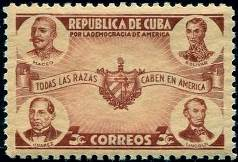 REPUBLICA DE CUBA
POR LA DEMOCRACIA DE AMERICA
MACEO
BOLIVAR
TODAS LAS RAZAS CABEN EN AMERICA
JUAREZ
LINCOLN
3c CORREOS 3c